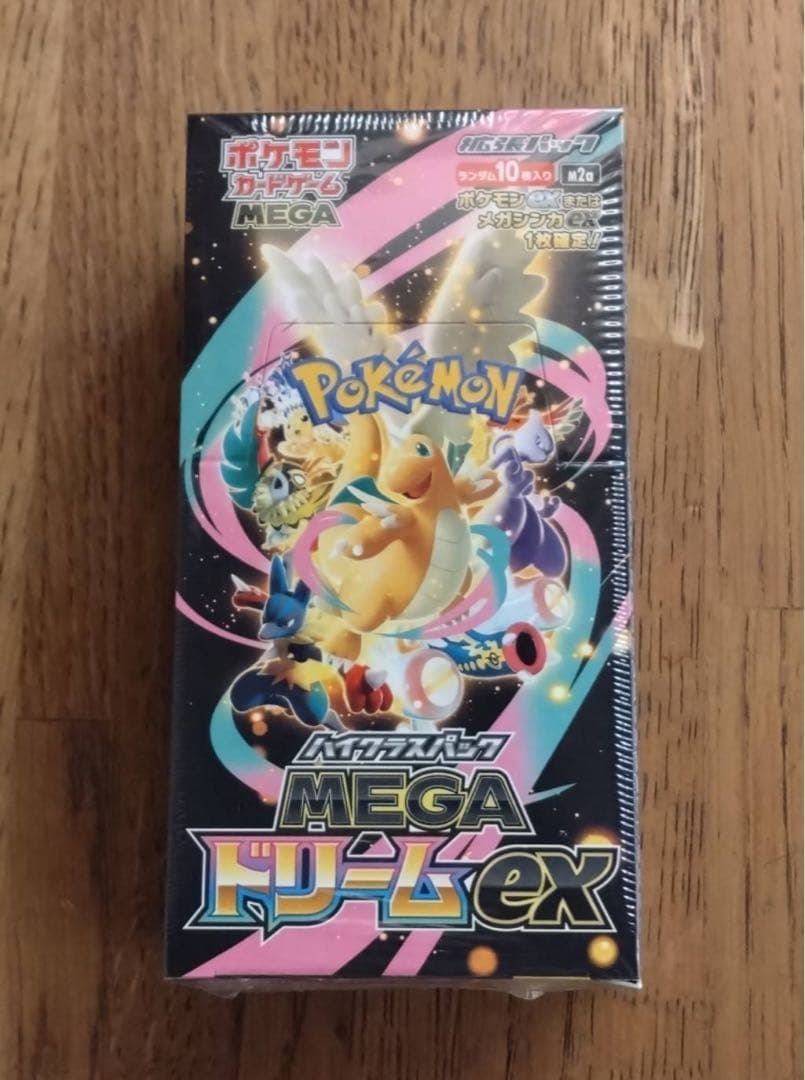 ポケモン
カードゲーム
MEGA
拡張パック
ランダム10枚入り M2a
ポケモンexまたは
メガシンカex
1枚確定!
POKéMON
ハイクラスパック
MEGA
ドリームex